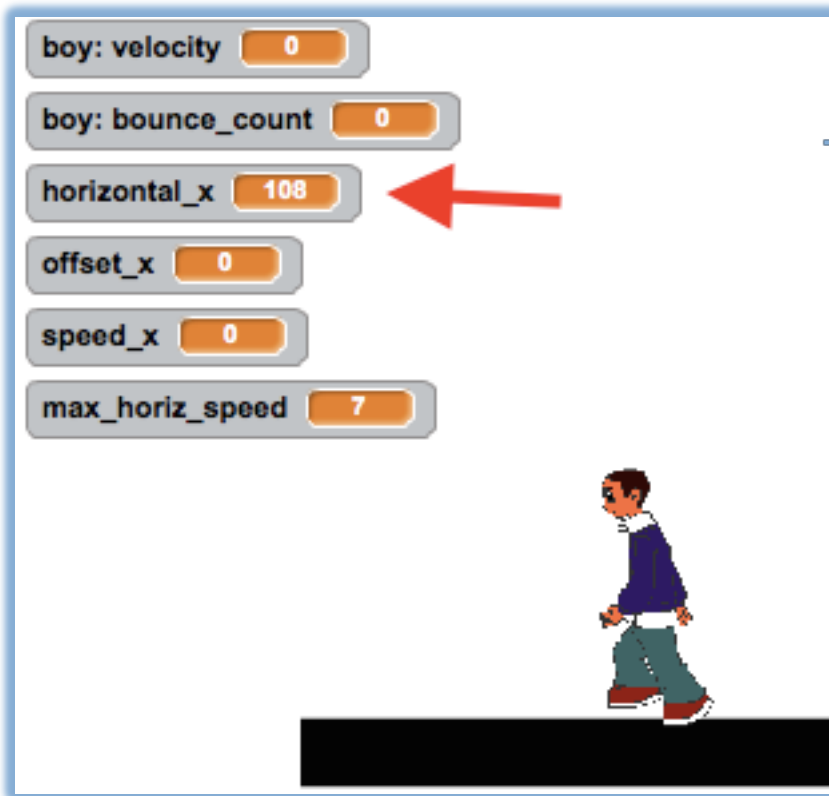 boy: velocity 0
boy: bounce_count 0
horizontal_x 108
offset_x 0
speed_x 0
max_horiz_speed 7